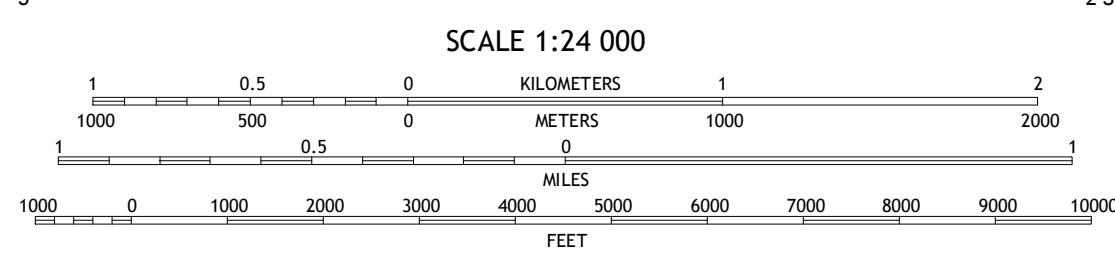 SCALE 1:24 000
1 0.5 0 KILOMETERS 1 2
1000 500 0 METERS 1000 2000
1 0.5 0 1
MILES
1000 0 1000 2000 3000 4000 5000 6000 7000 8000 9000 10000
FEET